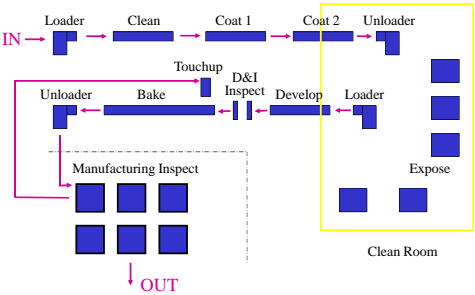 Loader
Clean
Coat 1
Coat 2
Unloader
IN
Touchup
D&I
Inspect
Unloader
Bake
Develop
Loader
Manufacturing Inspect
Expose
Clean Room
OUT